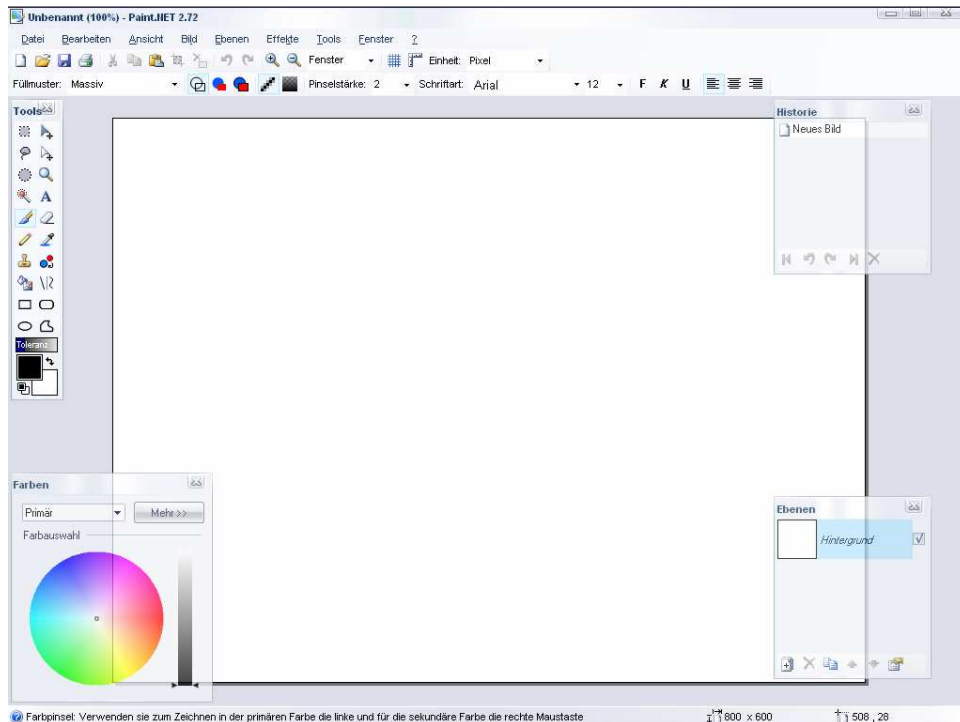 Unbenannt (100%) - Paint.NET 2.72
Datei Bearbeiten Ansicht Bild Ebenen Effekte Tools Fenster ?
Fenster Einheit: Pixel
Füllmuster: Massiv Pinselstärke: 2 Schriftart: Arial 12 F K U
Tools
Historie
Neues Bild
A
Toleranz
Farben
Primär Mehr >>
Farbauswahl
Ebenen
Hintergrund
Farbpinsel: Verwenden sie zum Zeichnen in der primären Farbe die linke und für die sekundäre Farbe die rechte Maustaste 800 x 600 508 , 28